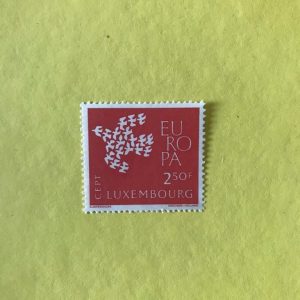 EU
RO
PA
2.50F
CEPT
LUXEMBOURG